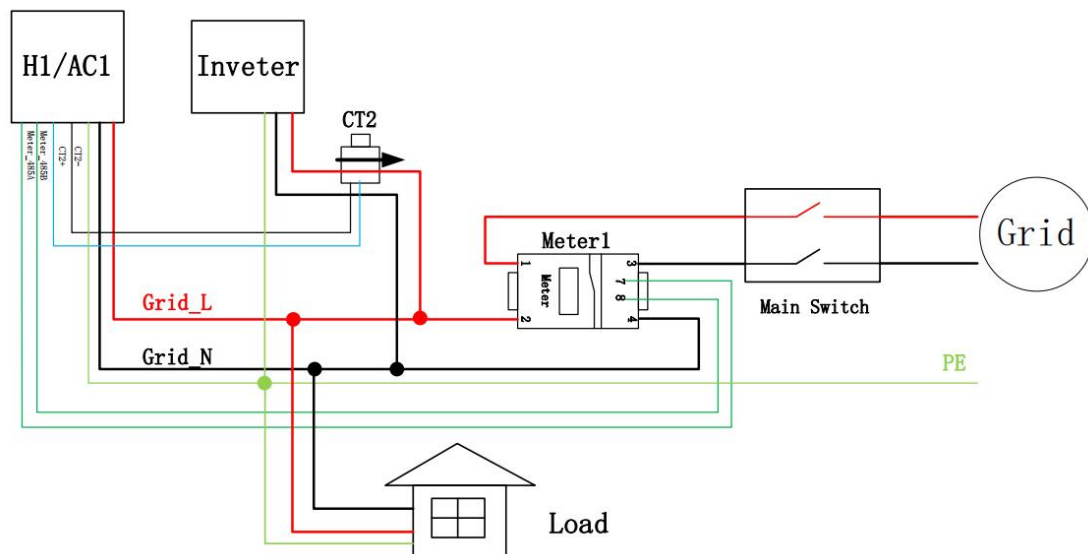 H1/AC1
Inveter
CT2
Meter_485A
Meter_485B
CT2+
CT2-
Meter1
1
2
Meter
3
7
8
4
Main Switch
Grid
Grid_L
Grid_N
PE
Load